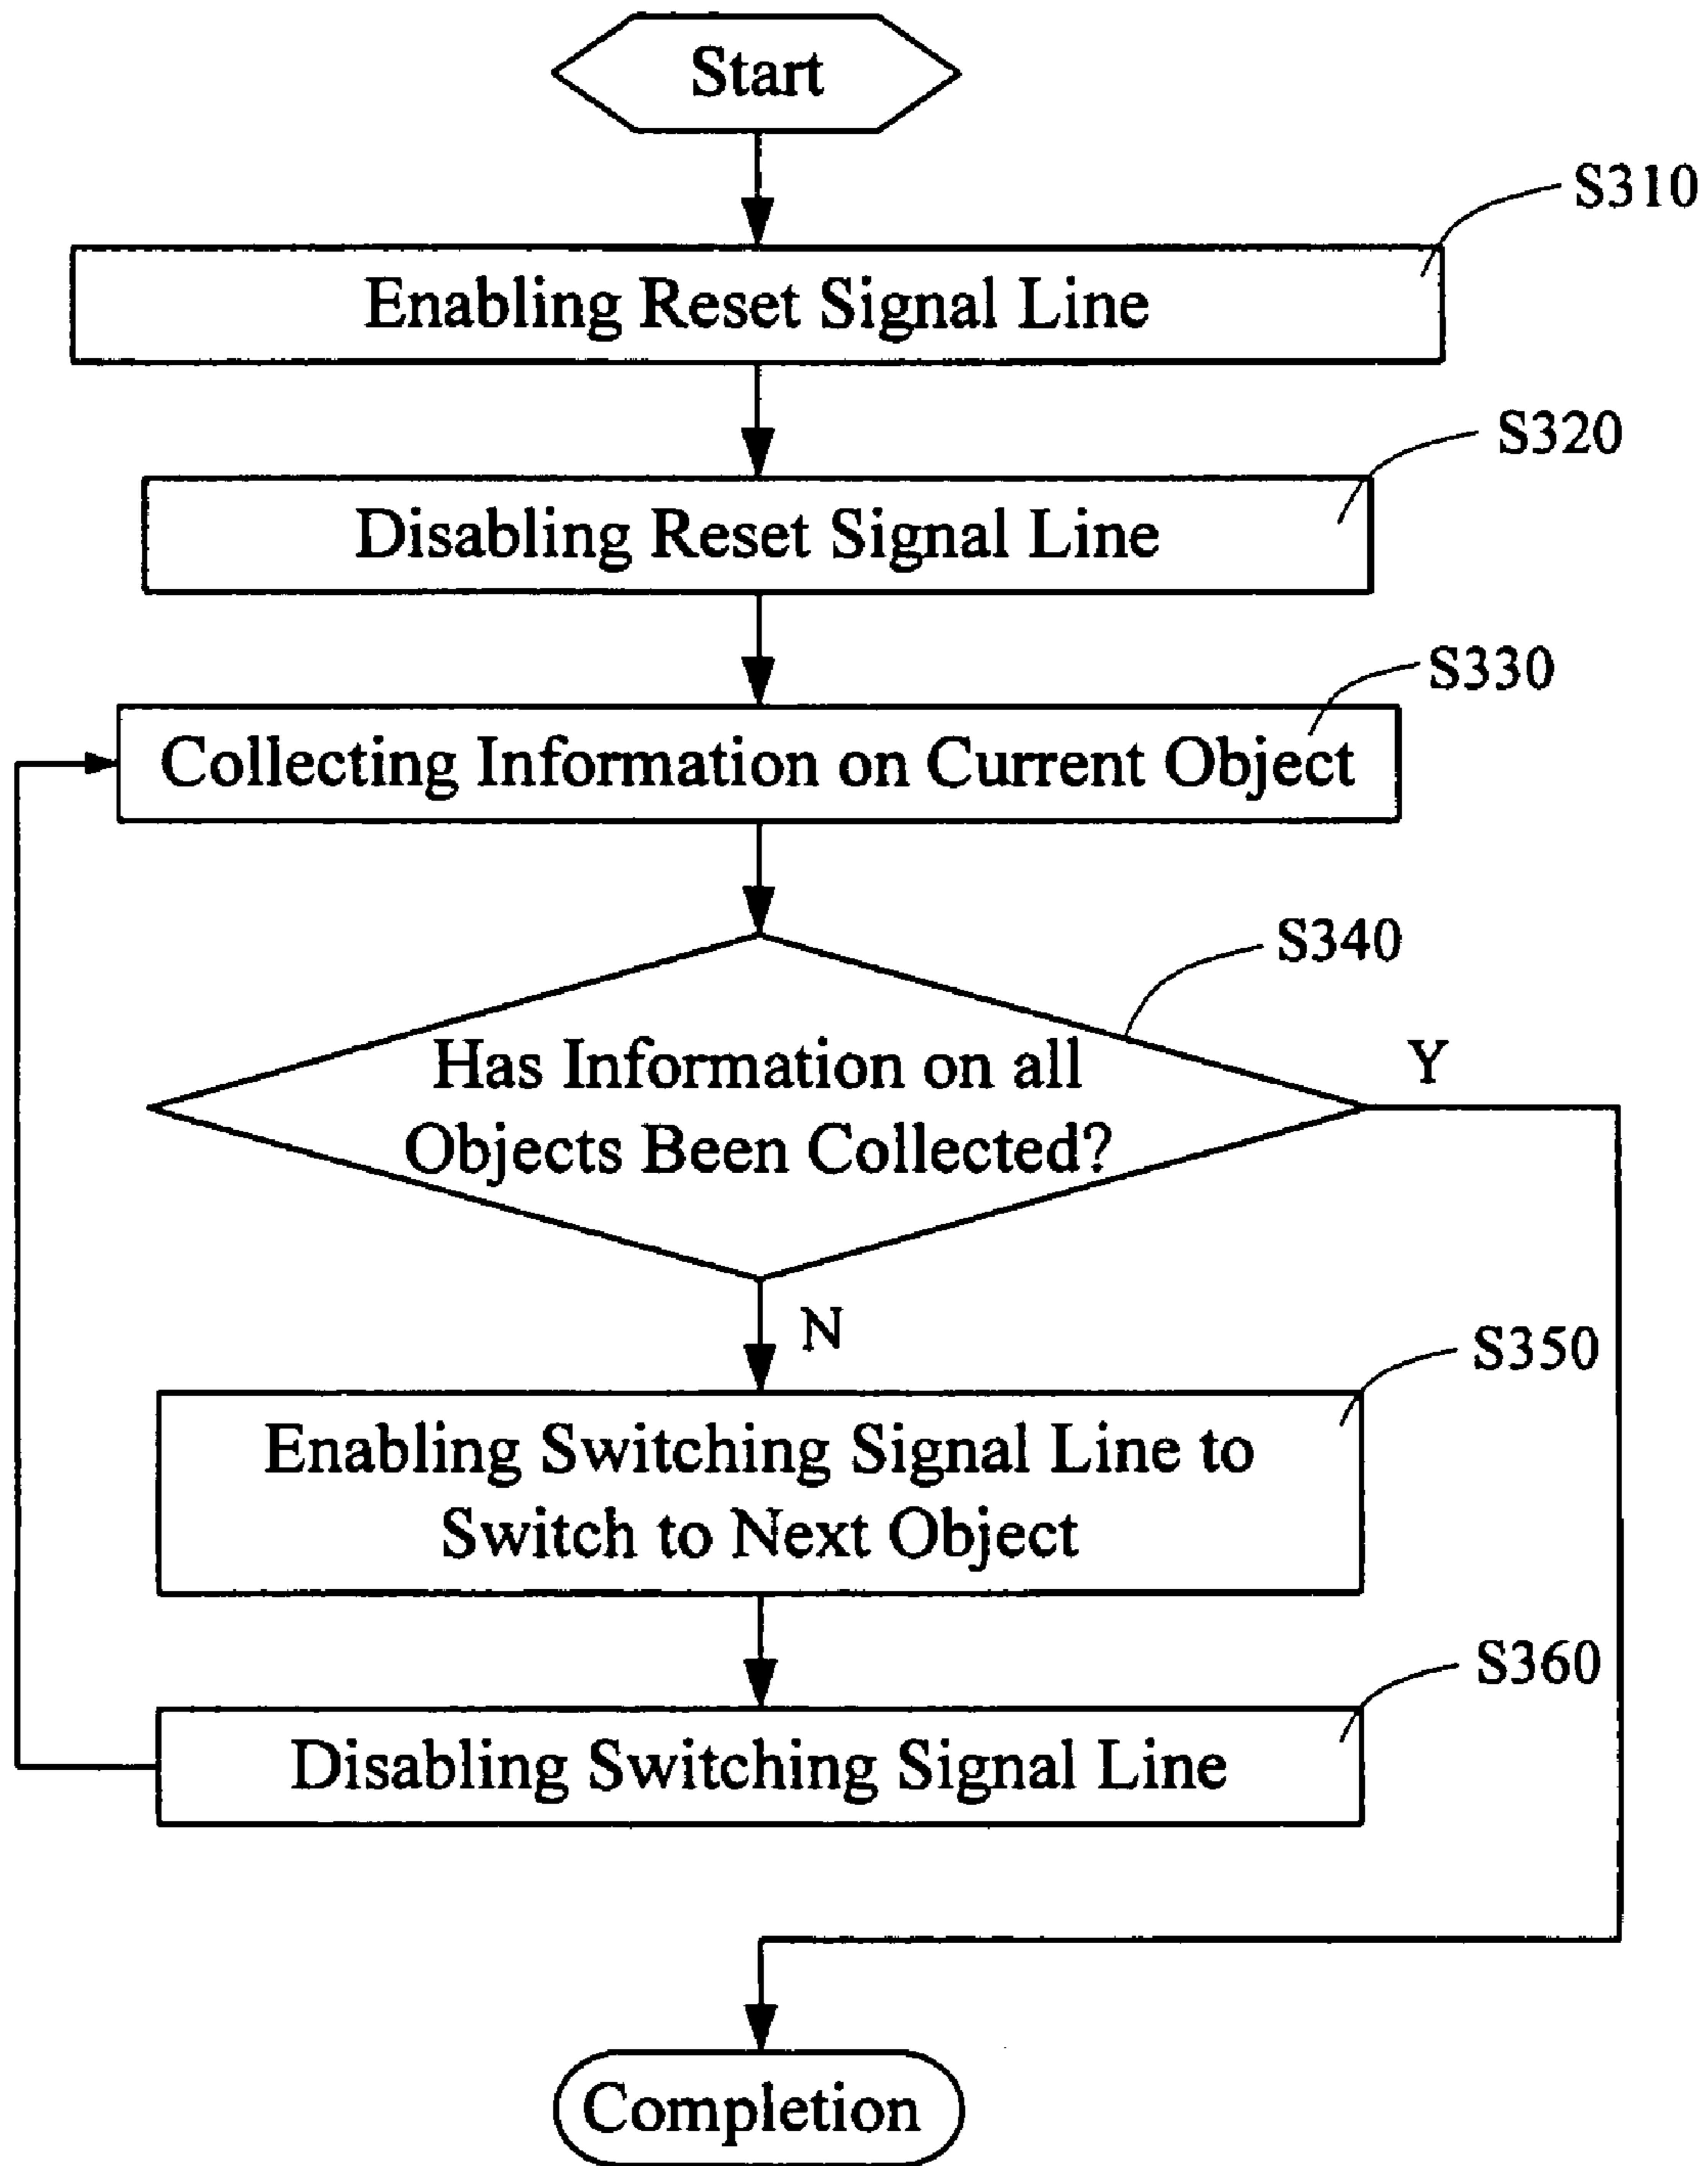 Start
S310
Enabling Reset Signal Line
S320
Disabling Reset Signal Line
S330
Collecting Information on Current Object
S340
Has Information on all
Objects Been Collected?
Y
N
S350
Enabling Switching Signal Line to
Switch to Next Object
S360
Disabling Switching Signal Line
Completion